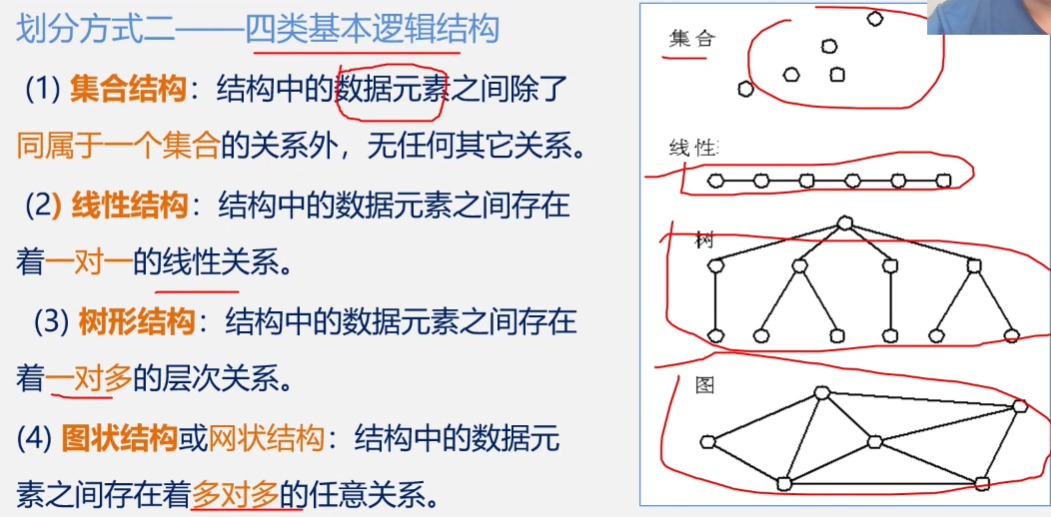 划分方式二——四类基本逻辑结构
(1) 集合结构：结构中的数据元素之间除了
同属于一个集合的关系外，无任何其它关系。
(2) 线性结构：结构中的数据元素之间存在
着一对一的线性关系。
(3) 树形结构：结构中的数据元素之间存在
着一对多的层次关系。
(4) 图状结构或网状结构：结构中的数据元
素之间存在着多对多的任意关系。
集合
线性
树
图